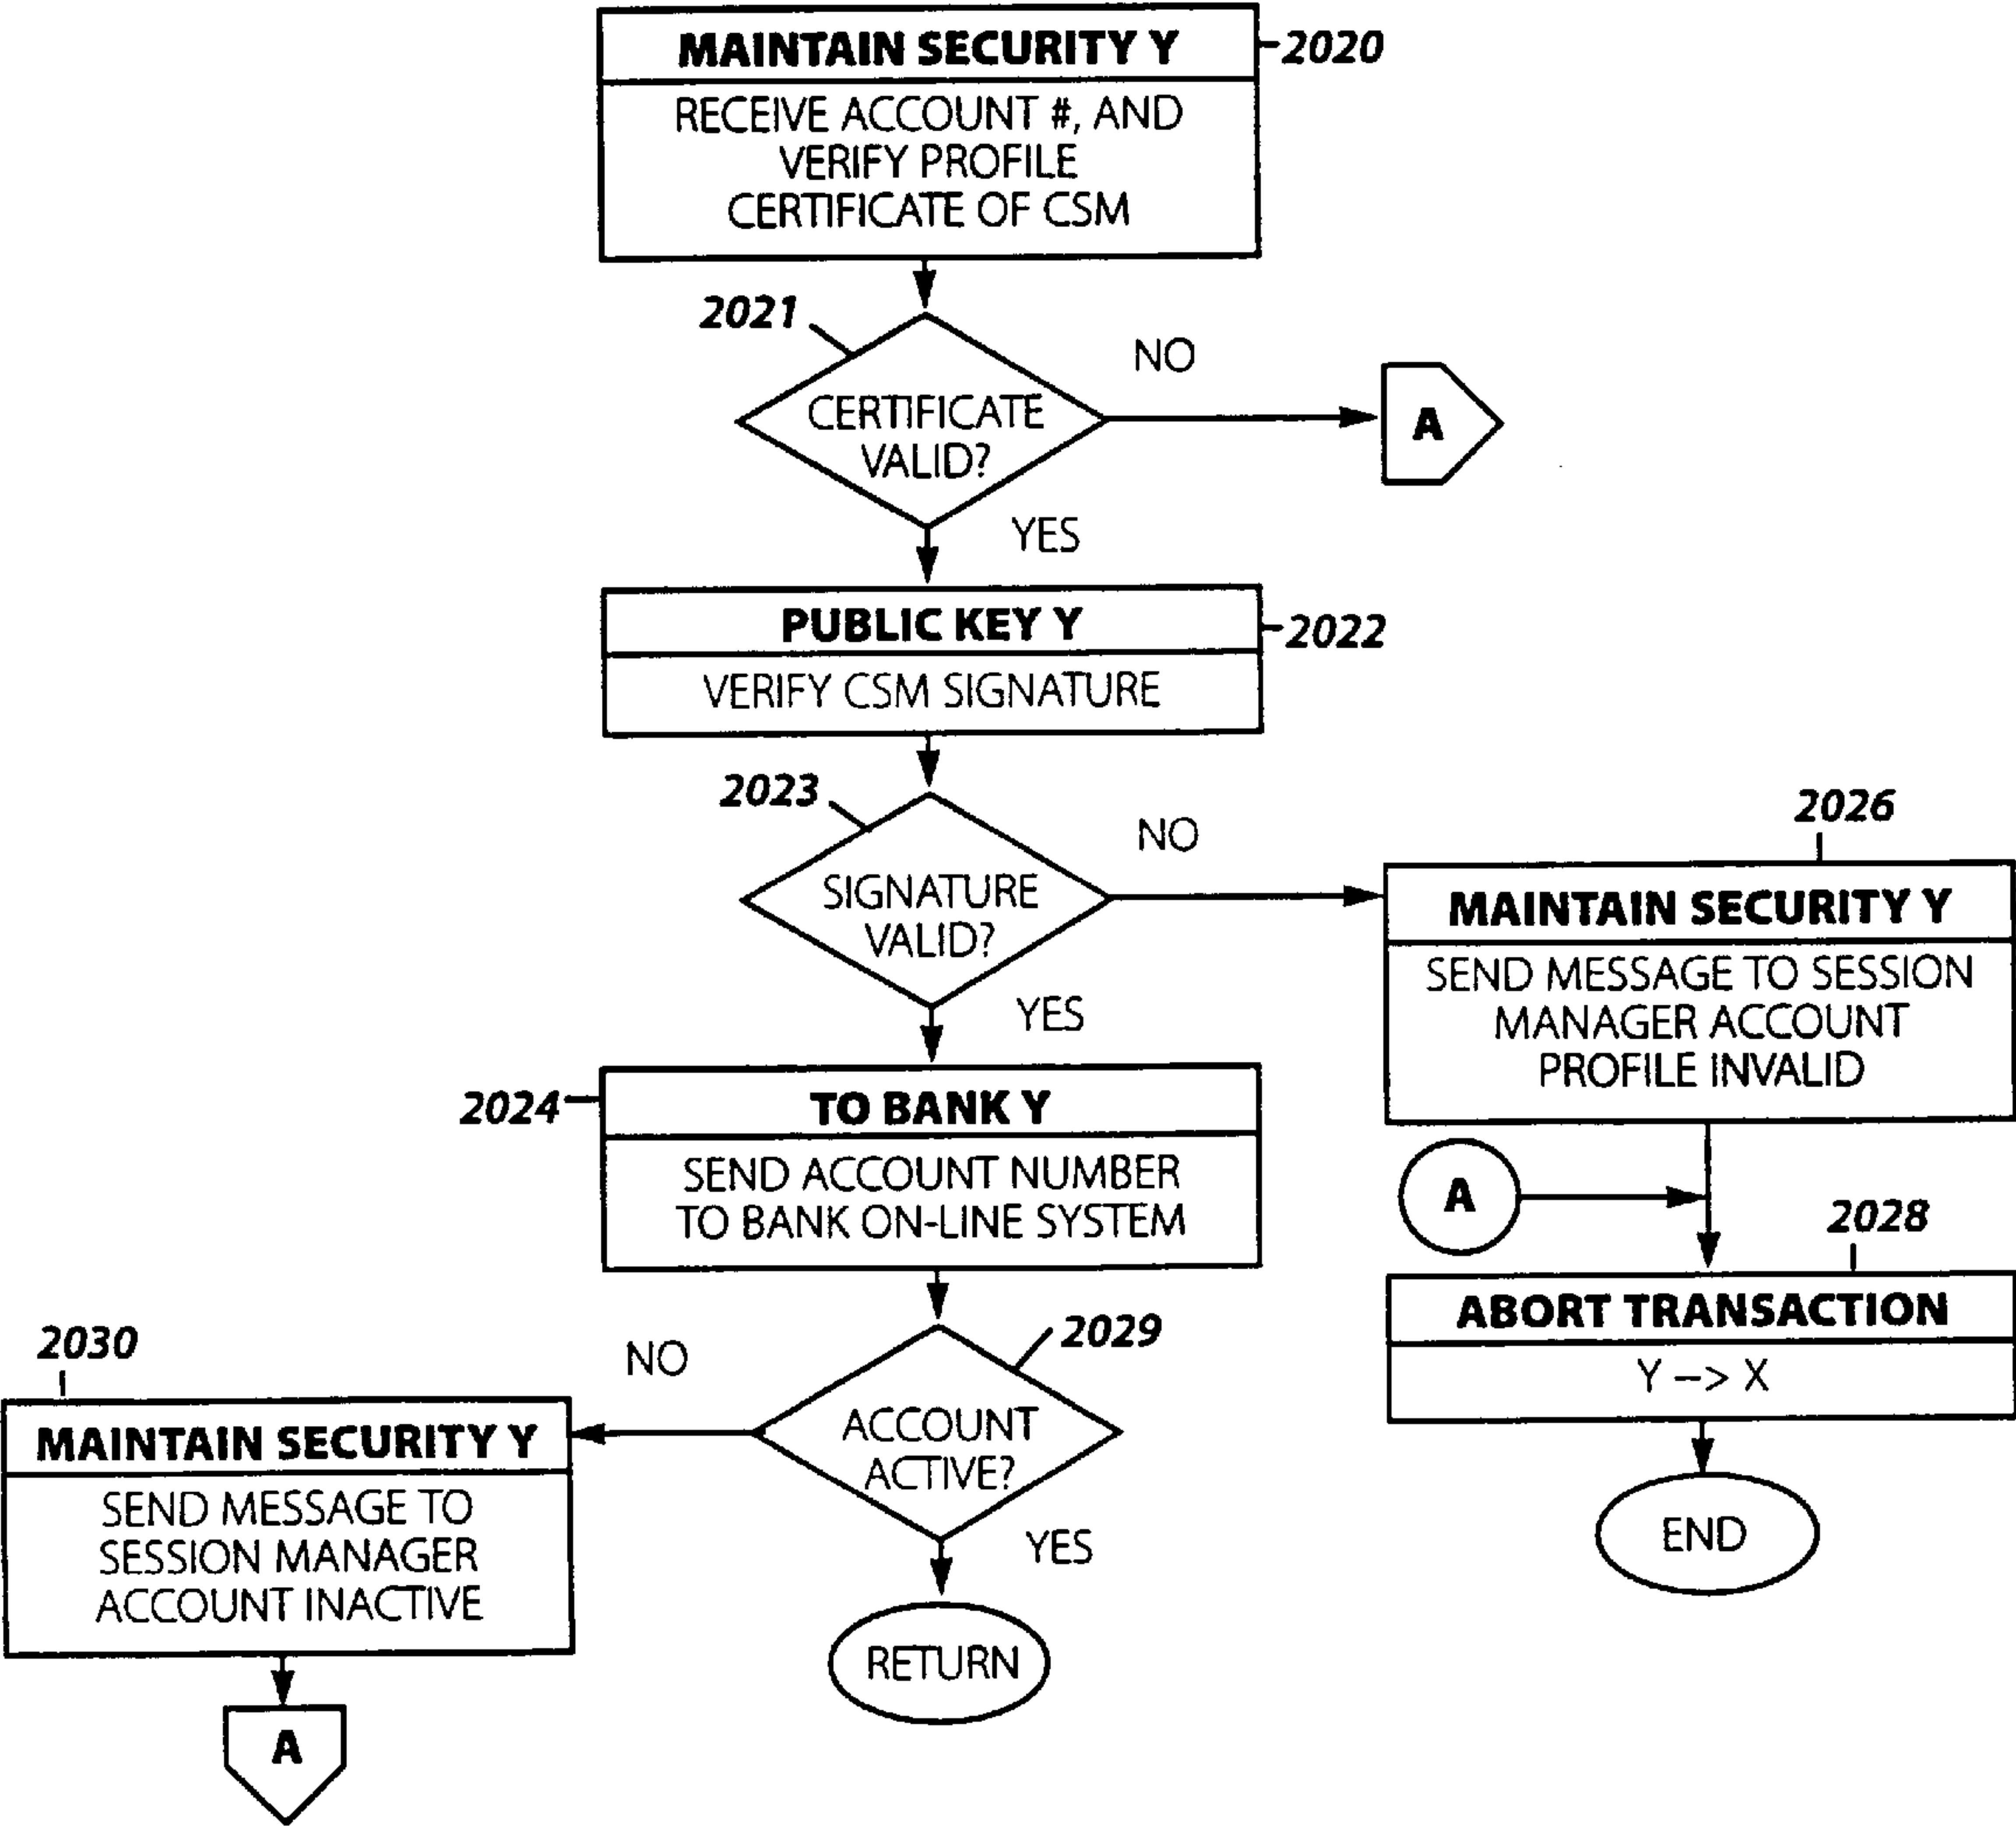 MAINTAIN SECURITY Y
2020
RECEIVE ACCOUNT #, AND
VERIFY PROFILE
CERTIFICATE OF CSM
2021
NO
CERTIFICATE
VALID?
A
YES
PUBLIC KEY Y
2022
VERIFY CSM SIGNATURE
2023
NO
SIGNATURE
VALID?
YES
2026
MAINTAIN SECURITY Y
SEND MESSAGE TO SESSION
MANAGER ACCOUNT
PROFILE INVALID
2024
TO BANK Y
SEND ACCOUNT NUMBER
TO BANK ON-LINE SYSTEM
A
2028
ABORT TRANSACTION
Y --> X
END
2029
NO
ACCOUNT
ACTIVE?
YES
RETURN
2030
MAINTAIN SECURITY Y
SEND MESSAGE TO
SESSION MANAGER
ACCOUNT INACTIVE
A